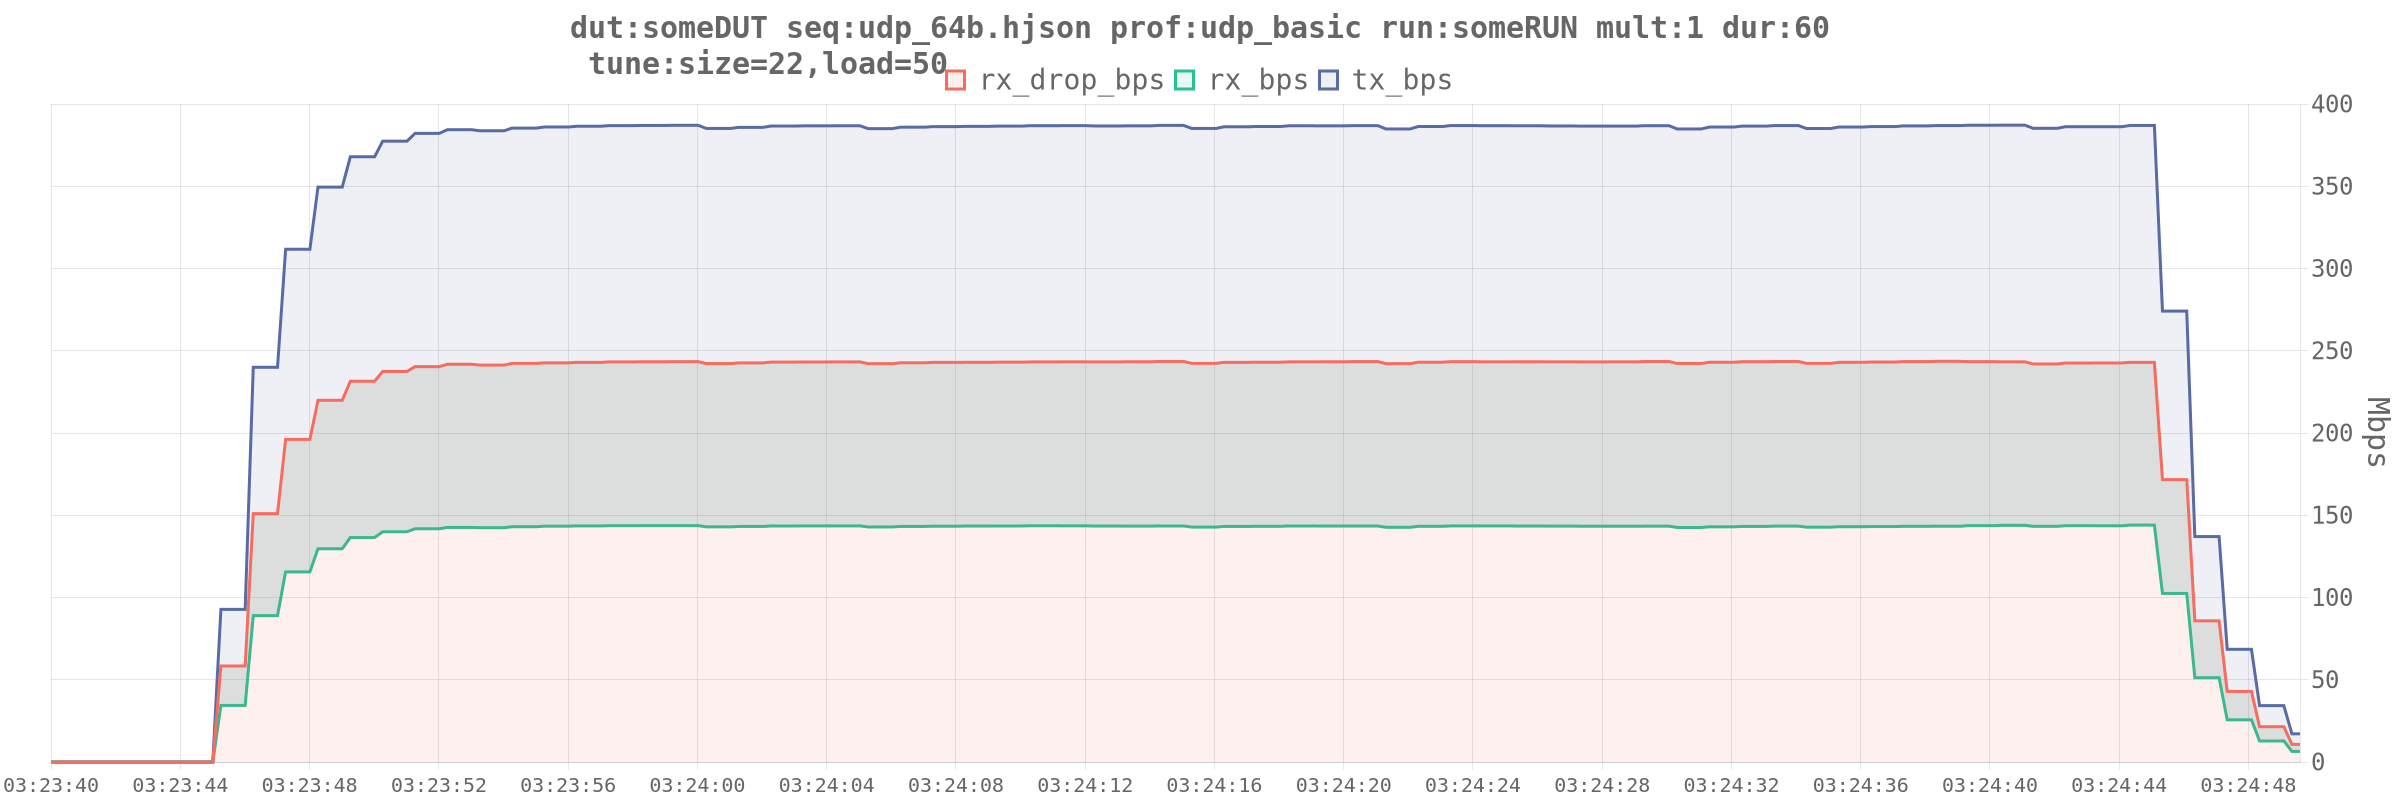 dut:someDUT seq:udp_64b.hjson prof:udp_basic run:someRUN mult:1 dur:60
tune:size=22,load=50
rx_drop_bps rx_bps tx_bps
400
350
300
250
200
150
100
50
0
Mbps
03:23:40 03:23:44 03:23:48 03:23:52 03:23:56 03:24:00 03:24:04 03:24:08 03:24:12 03:24:16 03:24:20 03:24:24 03:24:28 03:24:32 03:24:36 03:24:40 03:24:44 03:24:48